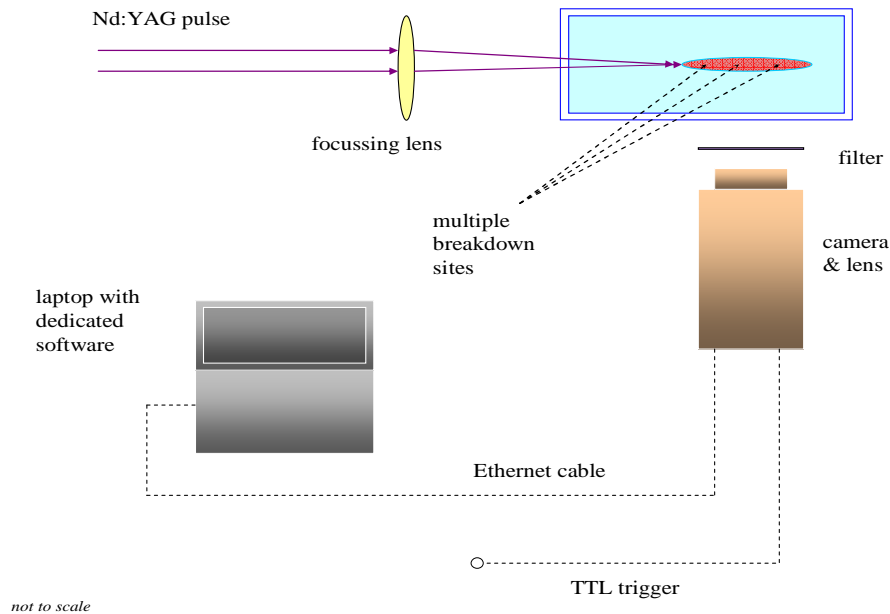 Nd:YAG pulse
focussing lens
filter
multiple
breakdown
sites
camera
& lens
laptop with
dedicated
software
Ethernet cable
TTL trigger
not to scale